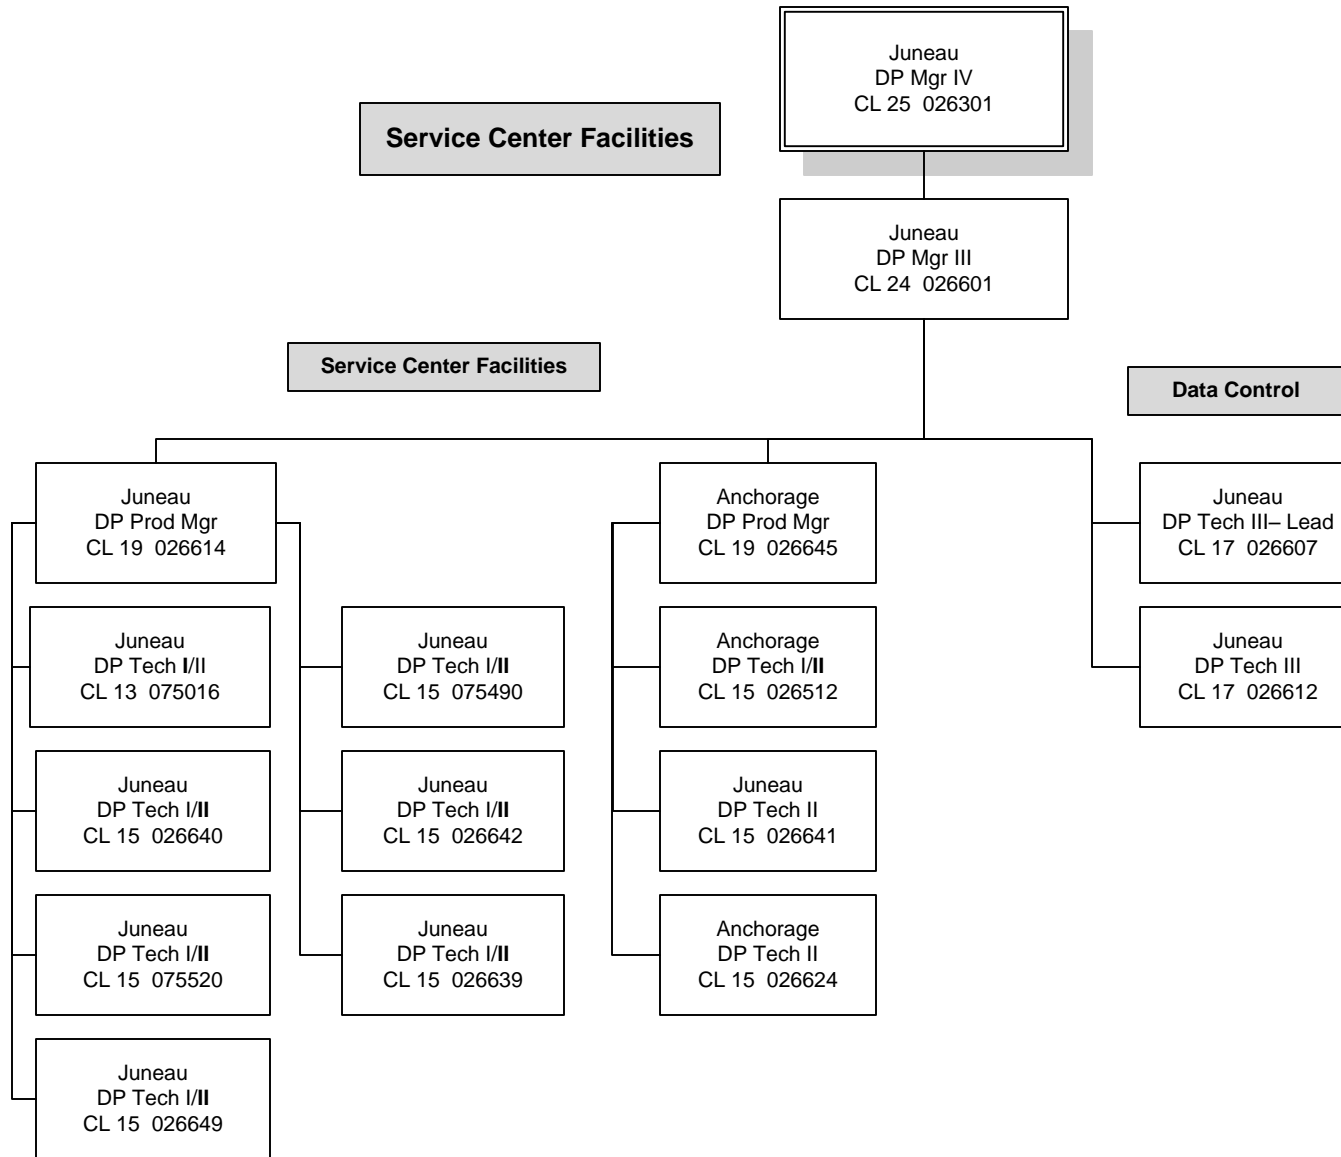 Juneau
DP Mgr IV
CL 25 026301
Service Center Facilities
Juneau
DP Mgr III
CL 24 026601
Service Center Facilities
Data Control
Juneau
DP Prod Mgr
CL 19 026614
Anchorage
DP Prod Mgr
CL 19 026645
Juneau
DP Tech III– Lead
CL 17 026607
Juneau
DP Tech I/II
CL 13 075016
Juneau
DP Tech I/II
CL 15 075490
Anchorage
DP Tech I/II
CL 15 026512
Juneau
DP Tech III
CL 17 026612
Juneau
DP Tech I/II
CL 15 026640
Juneau
DP Tech I/II
CL 15 026642
Juneau
DP Tech II
CL 15 026641
Juneau
DP Tech I/II
CL 15 075520
Juneau
DP Tech I/II
CL 15 026639
Anchorage
DP Tech II
CL 15 026624
Juneau
DP Tech I/II
CL 15 026649